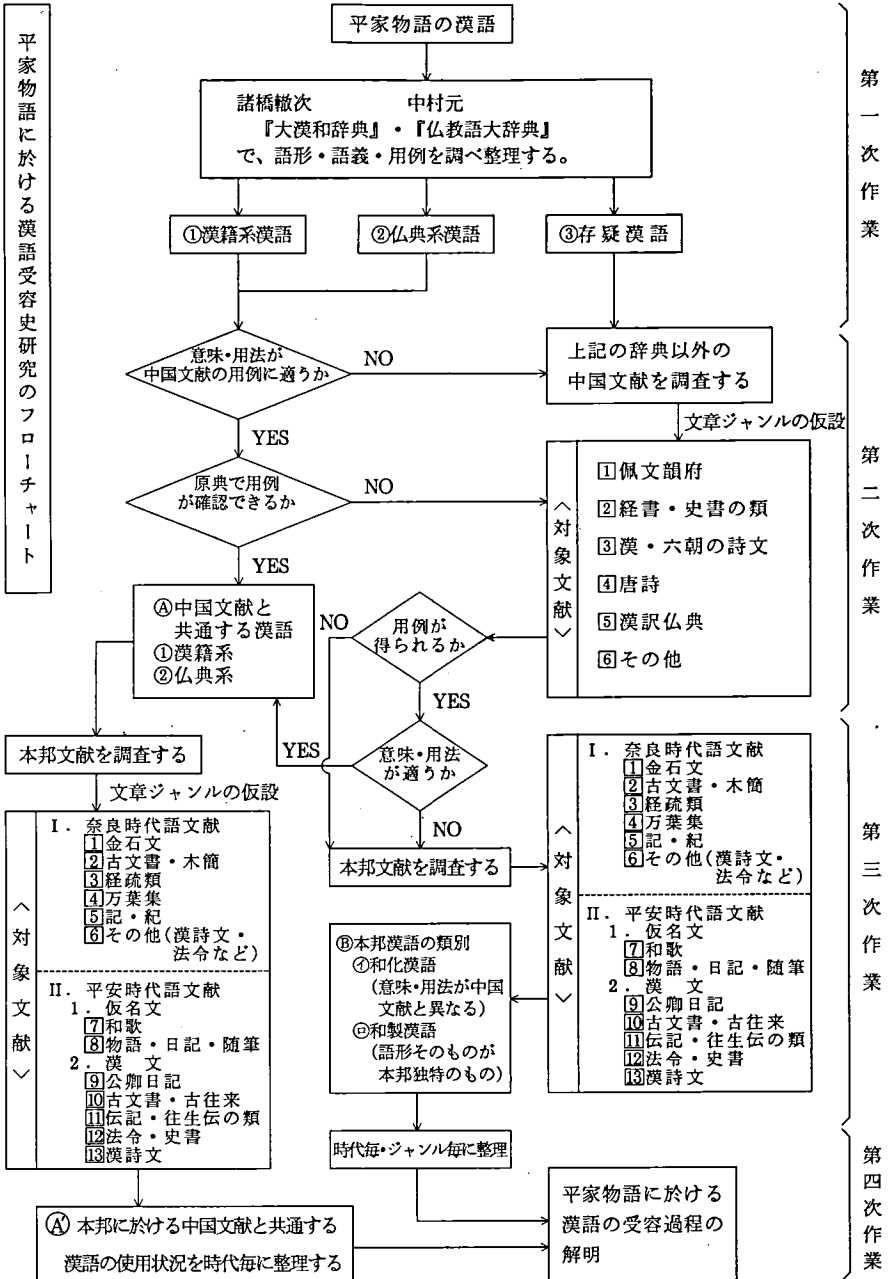 平家物語に於ける漢語受容史研究のフローチャート
平家物語の漢語
諸橋轍次　中村元
『大漢和辞典』・『仏教語大辞典』
で、語形・語義・用例を調べ整理する。
①漢籍系漢語
②仏典系漢語
③存疑漢語
第一次作業
意味・用法が
中国文献の用例に適うか
NO
YES
上記の辞典以外の
中国文献を調査する
文章ジャンルの仮設
原典で用例
が確認できるか
NO
YES
〈対象文献〉
1佩文韻府
2経書・史書の類
3漢・六朝の詩文
4唐詩
5漢訳仏典
6その他
第二次作業
Ⓐ中国文献と
共通する漢語
①漢籍系
②仏典系
用例が
得られるか
NO
YES
意味・用法
が適うか
YES
NO
本邦文献を調査する
文章ジャンルの仮設
〈対象文献〉
I. 奈良時代語文献
1金石文
2古文書・木簡
3経疏類
4万葉集
5記・紀
6その他(漢詩文・
法令など)
II. 平安時代語文献
1. 仮名文
7和歌
8物語・日記・随筆
2. 漢　文
9公卿日記
10古文書・古往来
11伝記・往生伝の類
12法令・史書
13漢詩文
本邦文献を調査する
〈対象文献〉
I. 奈良時代語文献
1金石文
2古文書・木簡
3経疏類
4万葉集
5記・紀
6その他(漢詩文・
法令など)
II. 平安時代語文献
1. 仮名文
7和歌
8物語・日記・随筆
2. 漢　文
9公卿日記
10古文書・古往来
11伝記・往生伝の類
12法令・史書
13漢詩文
第三次作業
Ⓑ本邦漢語の類別
㋑和化漢語
(意味・用法が中国
文献と異なる)
㋺和製漢語
(語形そのものが
本邦独特のもの)
時代毎・ジャンル毎に整理
Ⓐ′本邦に於ける中国文献と共通する
漢語の使用状況を時代毎に整理する
平家物語に於ける
漢語の受容過程の
解明
第四次作業